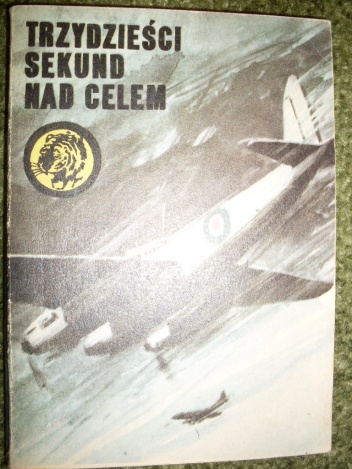 TRZYDZIEŚCI
SEKUND
NAD CELEM